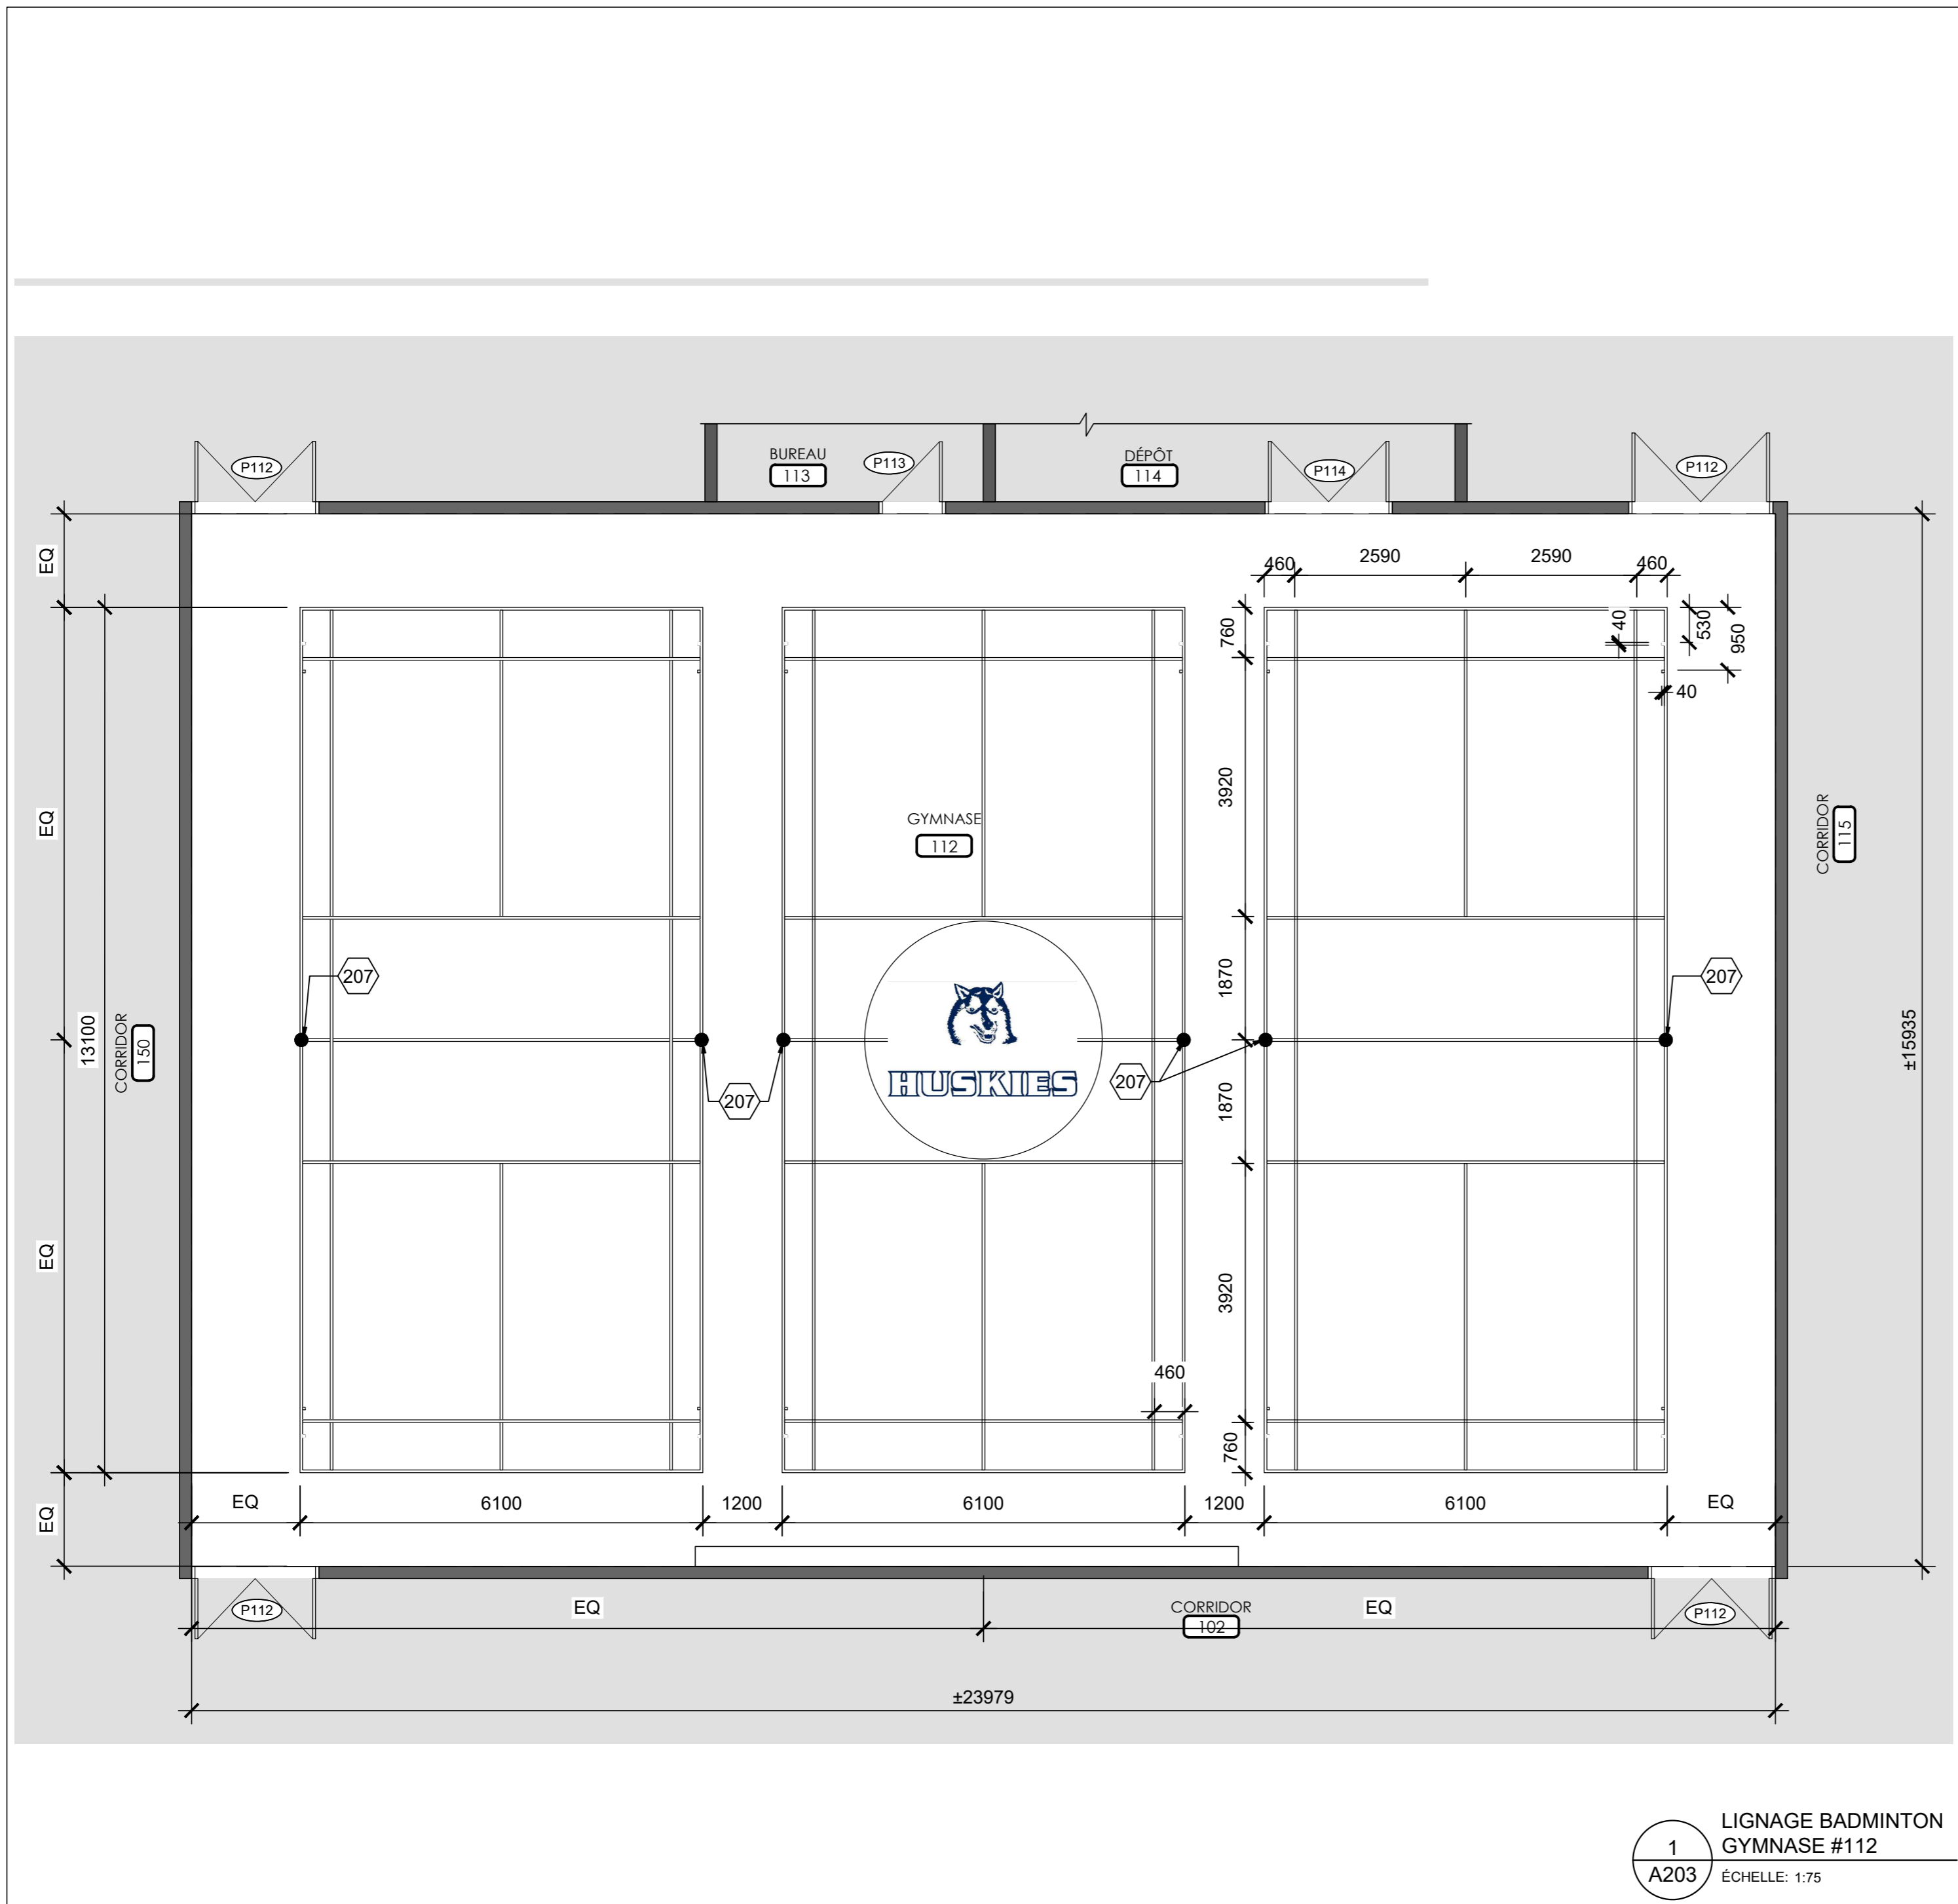 P112
BUREAU
113
P113
DÉPÔT
114
P114
P112
EQ
460
2590
2590
460
760
40
530
950
40
EQ
3920
GYMNASE
112
CORRIDOR
115
207
1870
207
13100
CORRIDOR
150
±15935
HUSKIES
207
207
1870
EQ
3920
460
760
EQ
EQ
6100
1200
6100
1200
6100
EQ
P112
EQ
CORRIDOR
102
EQ
P112
±23979
1
A203
LIGNAGE BADMINTON
GYMNASE #112
ÉCHELLE: 1:75